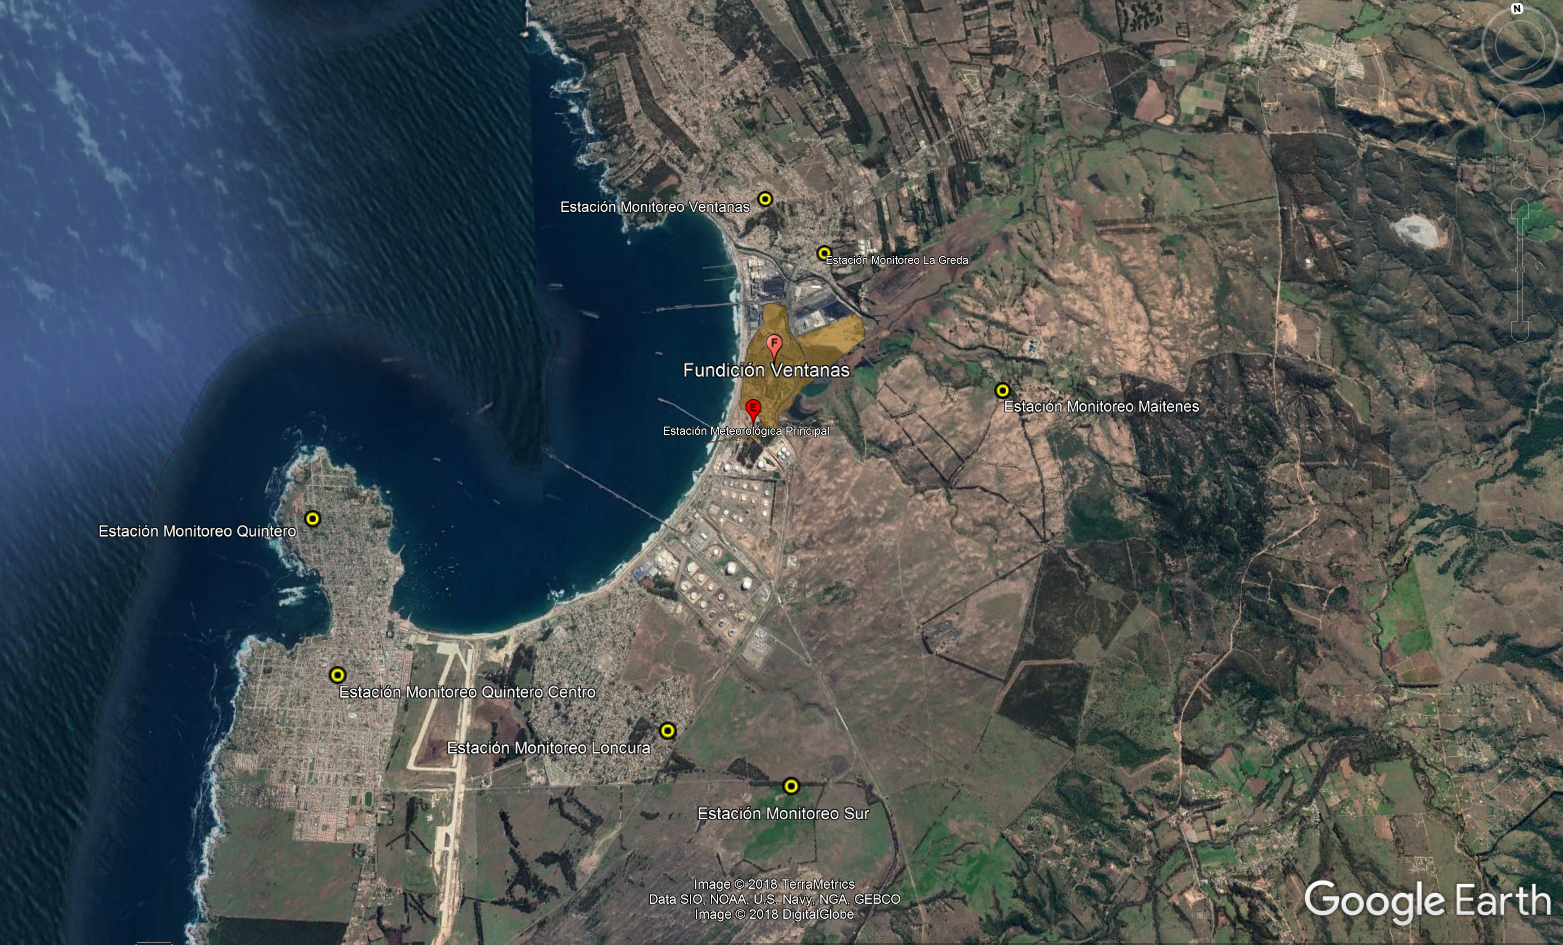 N
Estación Monitoreo Ventanas
Estación Monitoreo La Greda
F
Fundición Ventanas
Estación Monitoreo Maitenes
E
Estación Meteorológica Principal
Estación Monitoreo Quintero
Estación Monitoreo Quintero Centro
Estación Monitoreo Loncura
Estación Monitoreo Sur
Image © 2018 TerraMetrics
Data SIO, NOAA, U.S. Navy, NGA, GEBCO
Image © 2018 DigitalGlobe
Google Earth